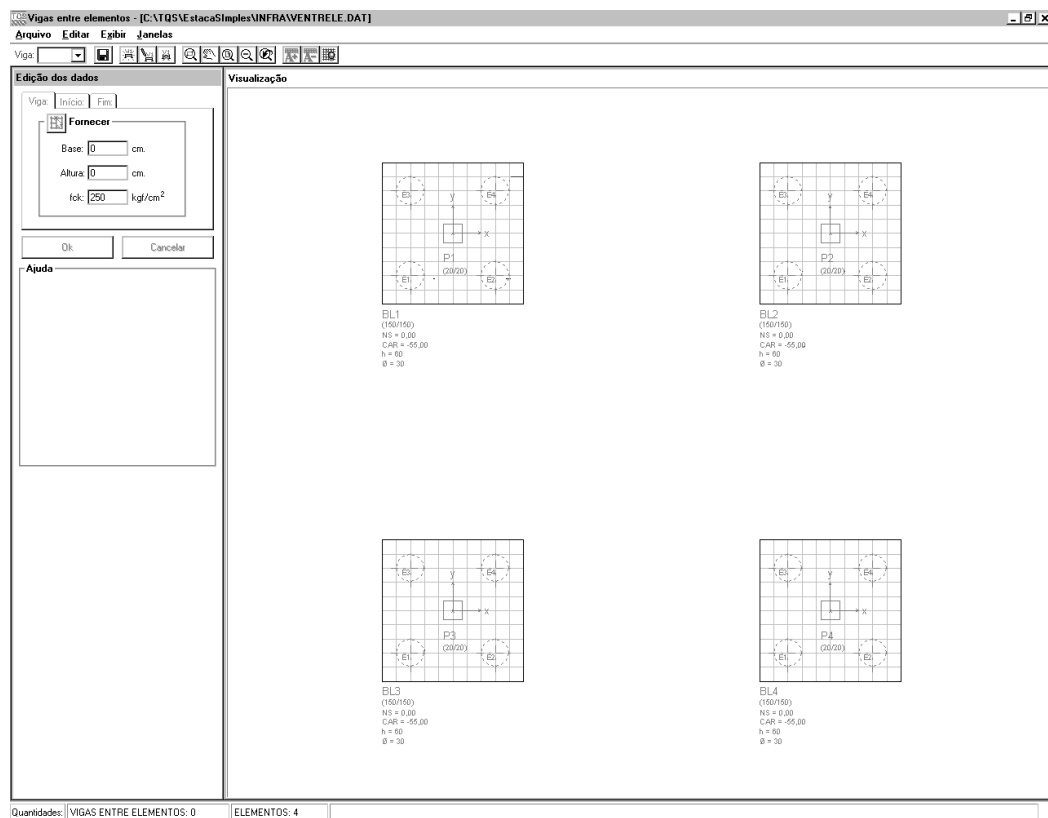 Vigas entre elementos - [C:\TQS\EstacaSImples\INFRA\VENTRELE.DAT]
Arquivo Editar Exibir Janelas
Viga:
Edição dos dados
Visualização
Viga: Início: Fim:
Fornecer
Base: 0 cm.
Altura: 0 cm.
fck: 250 kgf/cm²
Ok Cancelar
Ajuda
E3 y E4
x
P1
(20/20)
E1 E2
BL1
(150/150)
NS = 0,00
CAR = -55,00
h = 60
Ø = 30
E3 y E4
x
P2
(20/20)
E1 E2
BL2
(150/150)
NS = 0,00
CAR = -55,00
h = 60
Ø = 30
E3 y E4
x
P3
(20/20)
E1 E2
BL3
(150/150)
NS = 0,00
CAR = -55,00
h = 60
Ø = 30
E3 y E4
x
P4
(20/20)
E1 E2
BL4
(150/150)
NS = 0,00
CAR = -55,00
h = 60
Ø = 30
Quantidades: VIGAS ENTRE ELEMENTOS: 0 ELEMENTOS: 4